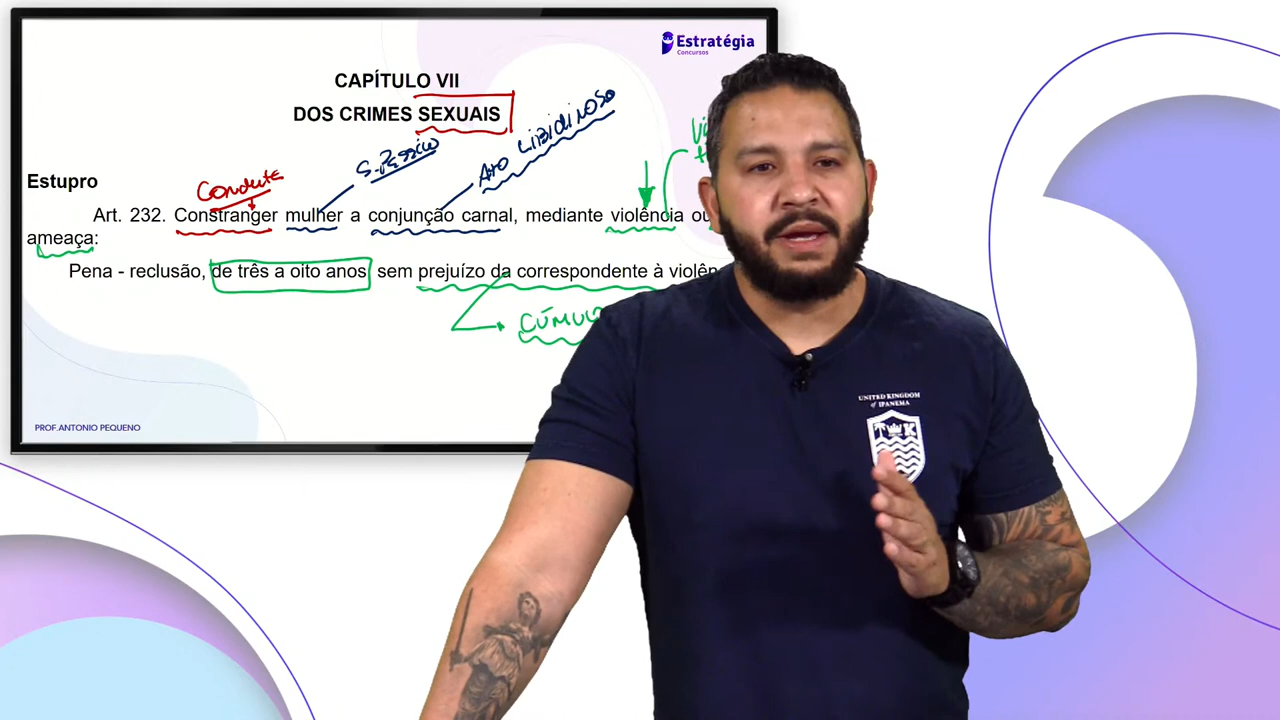 Estratégia
Concursos
CAPÍTULO VII
DOS CRIMES SEXUAIS
Ato Libidinoso
S. Passivo
Estupro
Conduta
Art. 232. Constranger mulher a conjunção carnal, mediante violência ou
ameaça:
Pena - reclusão, de três a oito anos, sem prejuízo da correspondente à
PROF.ANTONIO PEQUENO
UNITED KINGDOM
of IPANEMA
K